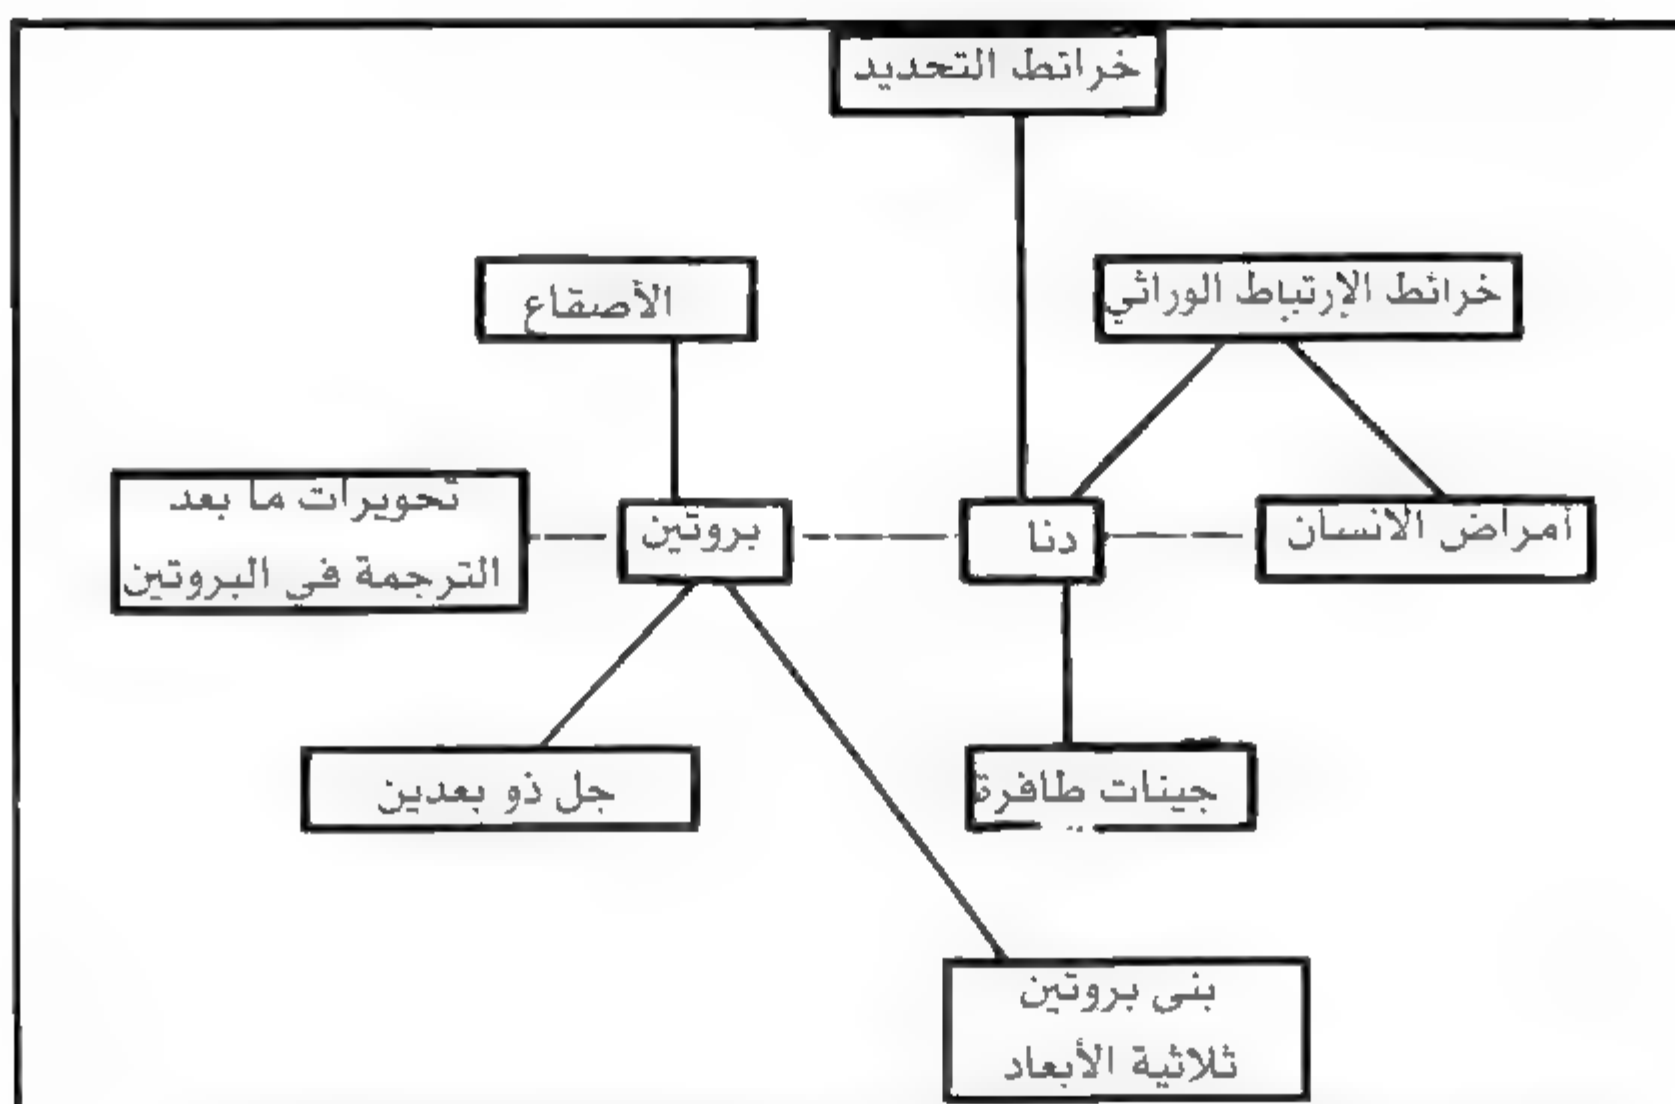 خرائط التحديد
خرائط الإرتباط الوراثي
الأصقاع
أمراض الانسان
دنا
بروتين
تحويرات ما بعد
الترجمة فى البروتين
جينات طافرة
جل ذو بعدين
بنى بروتين
ثلاثية الأبعاد